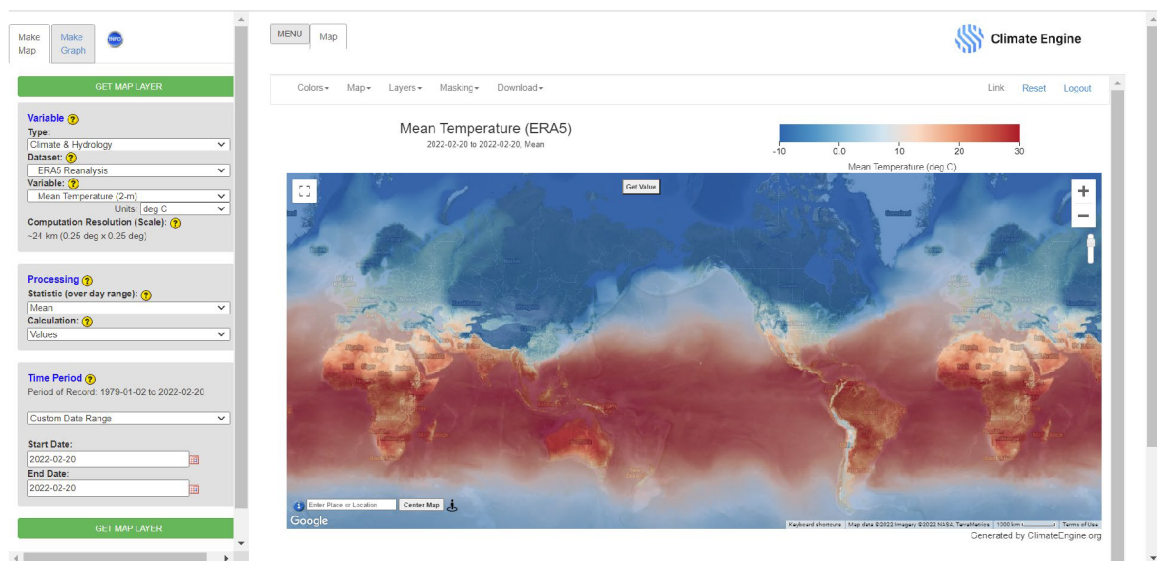 Make Map
Make Graph
INFO
GET MAP LAYER
Variable ?
Type:
Climate & Hydrology
Dataset: ?
ERA5 Reanalysis
Variable: ?
Mean Temperature (2-m)
Units: deg C
Computation Resolution (Scale): ?
~24 km (0.25 deg x 0.25 deg)
Processing ?
Statistic (over day range): ?
Mean
Calculation: ?
Values
Time Period ?
Period of Record: 1979-01-02 to 2022-02-20
Custom Date Range
Start Date:
2022-02-20
End Date:
2022-02-20
GET MAP LAYER
MENU
Map
Climate Engine
Colors
Map
Layers
Masking
Download
Link
Reset
Logout
Mean Temperature (ERA5)
2022-02-20 to 2022-02-20, Mean
-10 0.0 10 20 30
Mean Temperature (deg C)
Get Value
+
−
Enter Place or Location
Center Map
Google
Keyboard shortcuts
Map data ©2022 Imagery ©2022 NASA, TerraMetrics
1000 km
Terms of Use
Generated by ClimateEngine.org